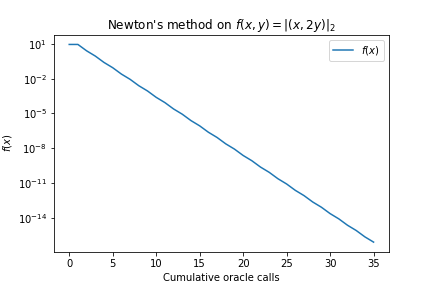 Newton's method on f(x, y) = |(x, 2y)|₂
f(x)
10¹
10⁻²
10⁻⁵
10⁻⁸
10⁻¹¹
10⁻¹⁴
f(x)
0 5 10 15 20 25 30 35
Cumulative oracle calls